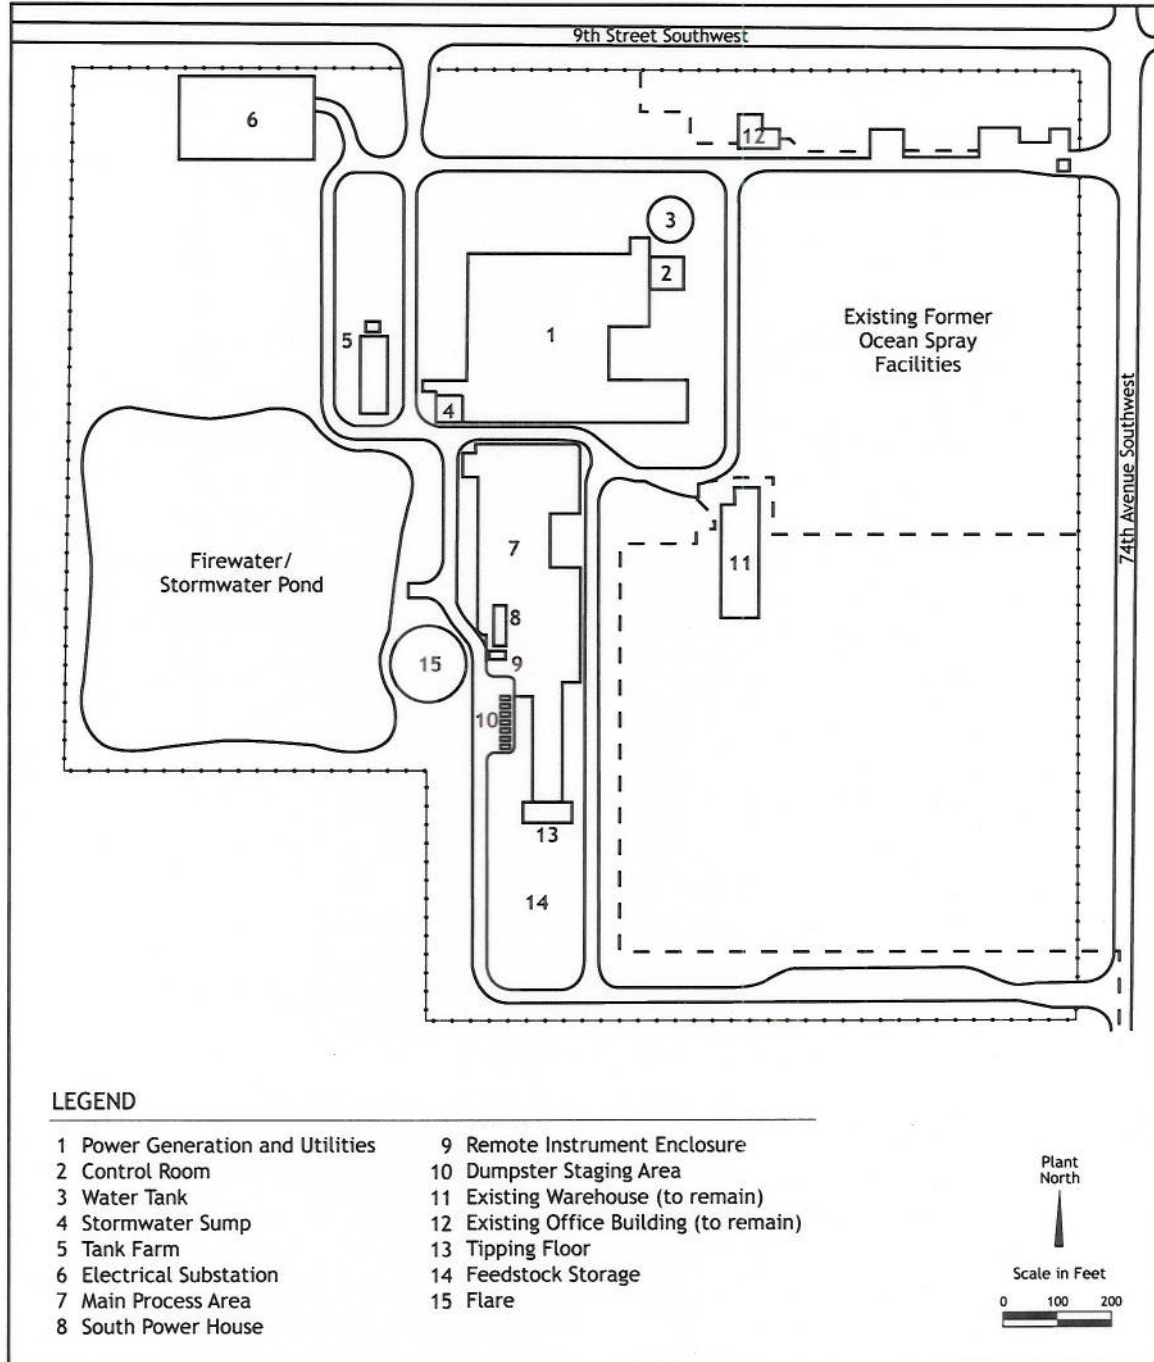 9th Street Southwest
6
12
3
2
Existing Former
Ocean Spray
Facilities
1
5
4
74th Avenue Southwest
7
11
Firewater/
Stormwater Pond
8
9
15
10
13
14
LEGEND
1 Power Generation and Utilities
2 Control Room
3 Water Tank
4 Stormwater Sump
5 Tank Farm
6 Electrical Substation
7 Main Process Area
8 South Power House
9 Remote Instrument Enclosure
10 Dumpster Staging Area
11 Existing Warehouse (to remain)
12 Existing Office Building (to remain)
13 Tipping Floor
14 Feedstock Storage
15 Flare
Plant
North
Scale in Feet
0 100 200